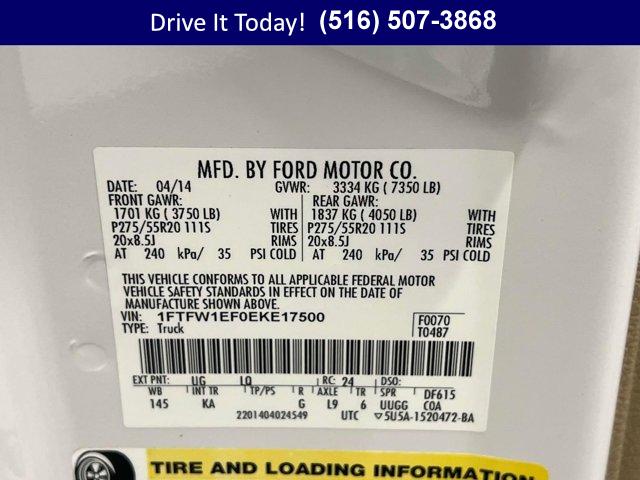 Drive It Today! (516) 507-3868
MFD. BY FORD MOTOR CO.
DATE: 04/14 GVWR: 3334 KG ( 7350 LB)
FRONT GAWR: REAR GAWR:
1701 KG ( 3750 LB) WITH 1837 KG ( 4050 LB) WITH
P275/55R20 111S TIRES P275/55R20 111S TIRES
20x8.5J RIMS 20x8.5J RIMS
AT 240 kPa/ 35 PSI COLD AT 240 kPa/ 35 PSI COLD
THIS VEHICLE CONFORMS TO ALL APPLICABLE FEDERAL MOTOR
VEHICLE SAFETY STANDARDS IN EFFECT ON THE DATE OF
MANUFACTURE SHOWN ABOVE.
VIN: 1FTFW1EF0EKE17500 F0070
TYPE: Truck T0487
EXT PNT: UG LQ RC: 24 DSO:
WB INT TR TP/PS R AXLE TR SPR DF615
145 KA G L9 6 UUGG COA
2201404024549 UTC ▽5U5A-1520472-BA
TIRE AND LOADING INFORMATION